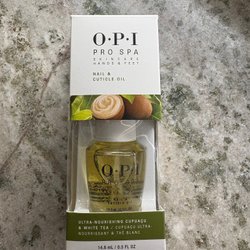 O·P·I
PRO SPA
SKINCARE
HANDS & FEET
NAIL &
CUTICLE OIL
O·P·I
ULTRA-NOURISHING CUPUAÇU
& WHITE TEA / CUPUAÇU ULTRA-
NOURISSANT & THÉ BLANC
14.8 mL / 0.5 FL OZ